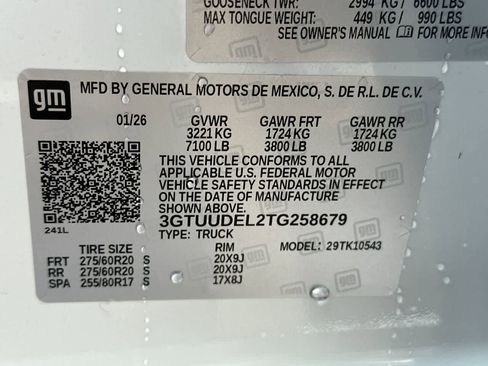 GOOSENECK TWR: 2994 KG / 6600 LBS
MAX TONGUE WEIGHT: 449 KG / 990 LBS
SEE OWNER'S MANUAL FOR MORE INFO
gm
MFD BY GENERAL MOTORS DE MEXICO, S. DE R.L. DE C.V.
01/26 GVWR GAWR FRT GAWR RR
3221 KG 1724 KG 1724 KG
7100 LB 3800 LB 3800 LB
THIS VEHICLE CONFORMS TO ALL
APPLICABLE U.S. FEDERAL MOTOR
VEHICLE SAFETY STANDARDS IN EFFECT
ON THE DATE OF MANUFACTURE
SHOWN ABOVE.
3GTUUDEL2TG258679
241L TYPE: TRUCK
TIRE SIZE RIM MODEL: 29TK10543
FRT 275/60R20 S 20X9J
RR 275/60R20 S 20X9J
SPA 255/80R17 S 17X8J